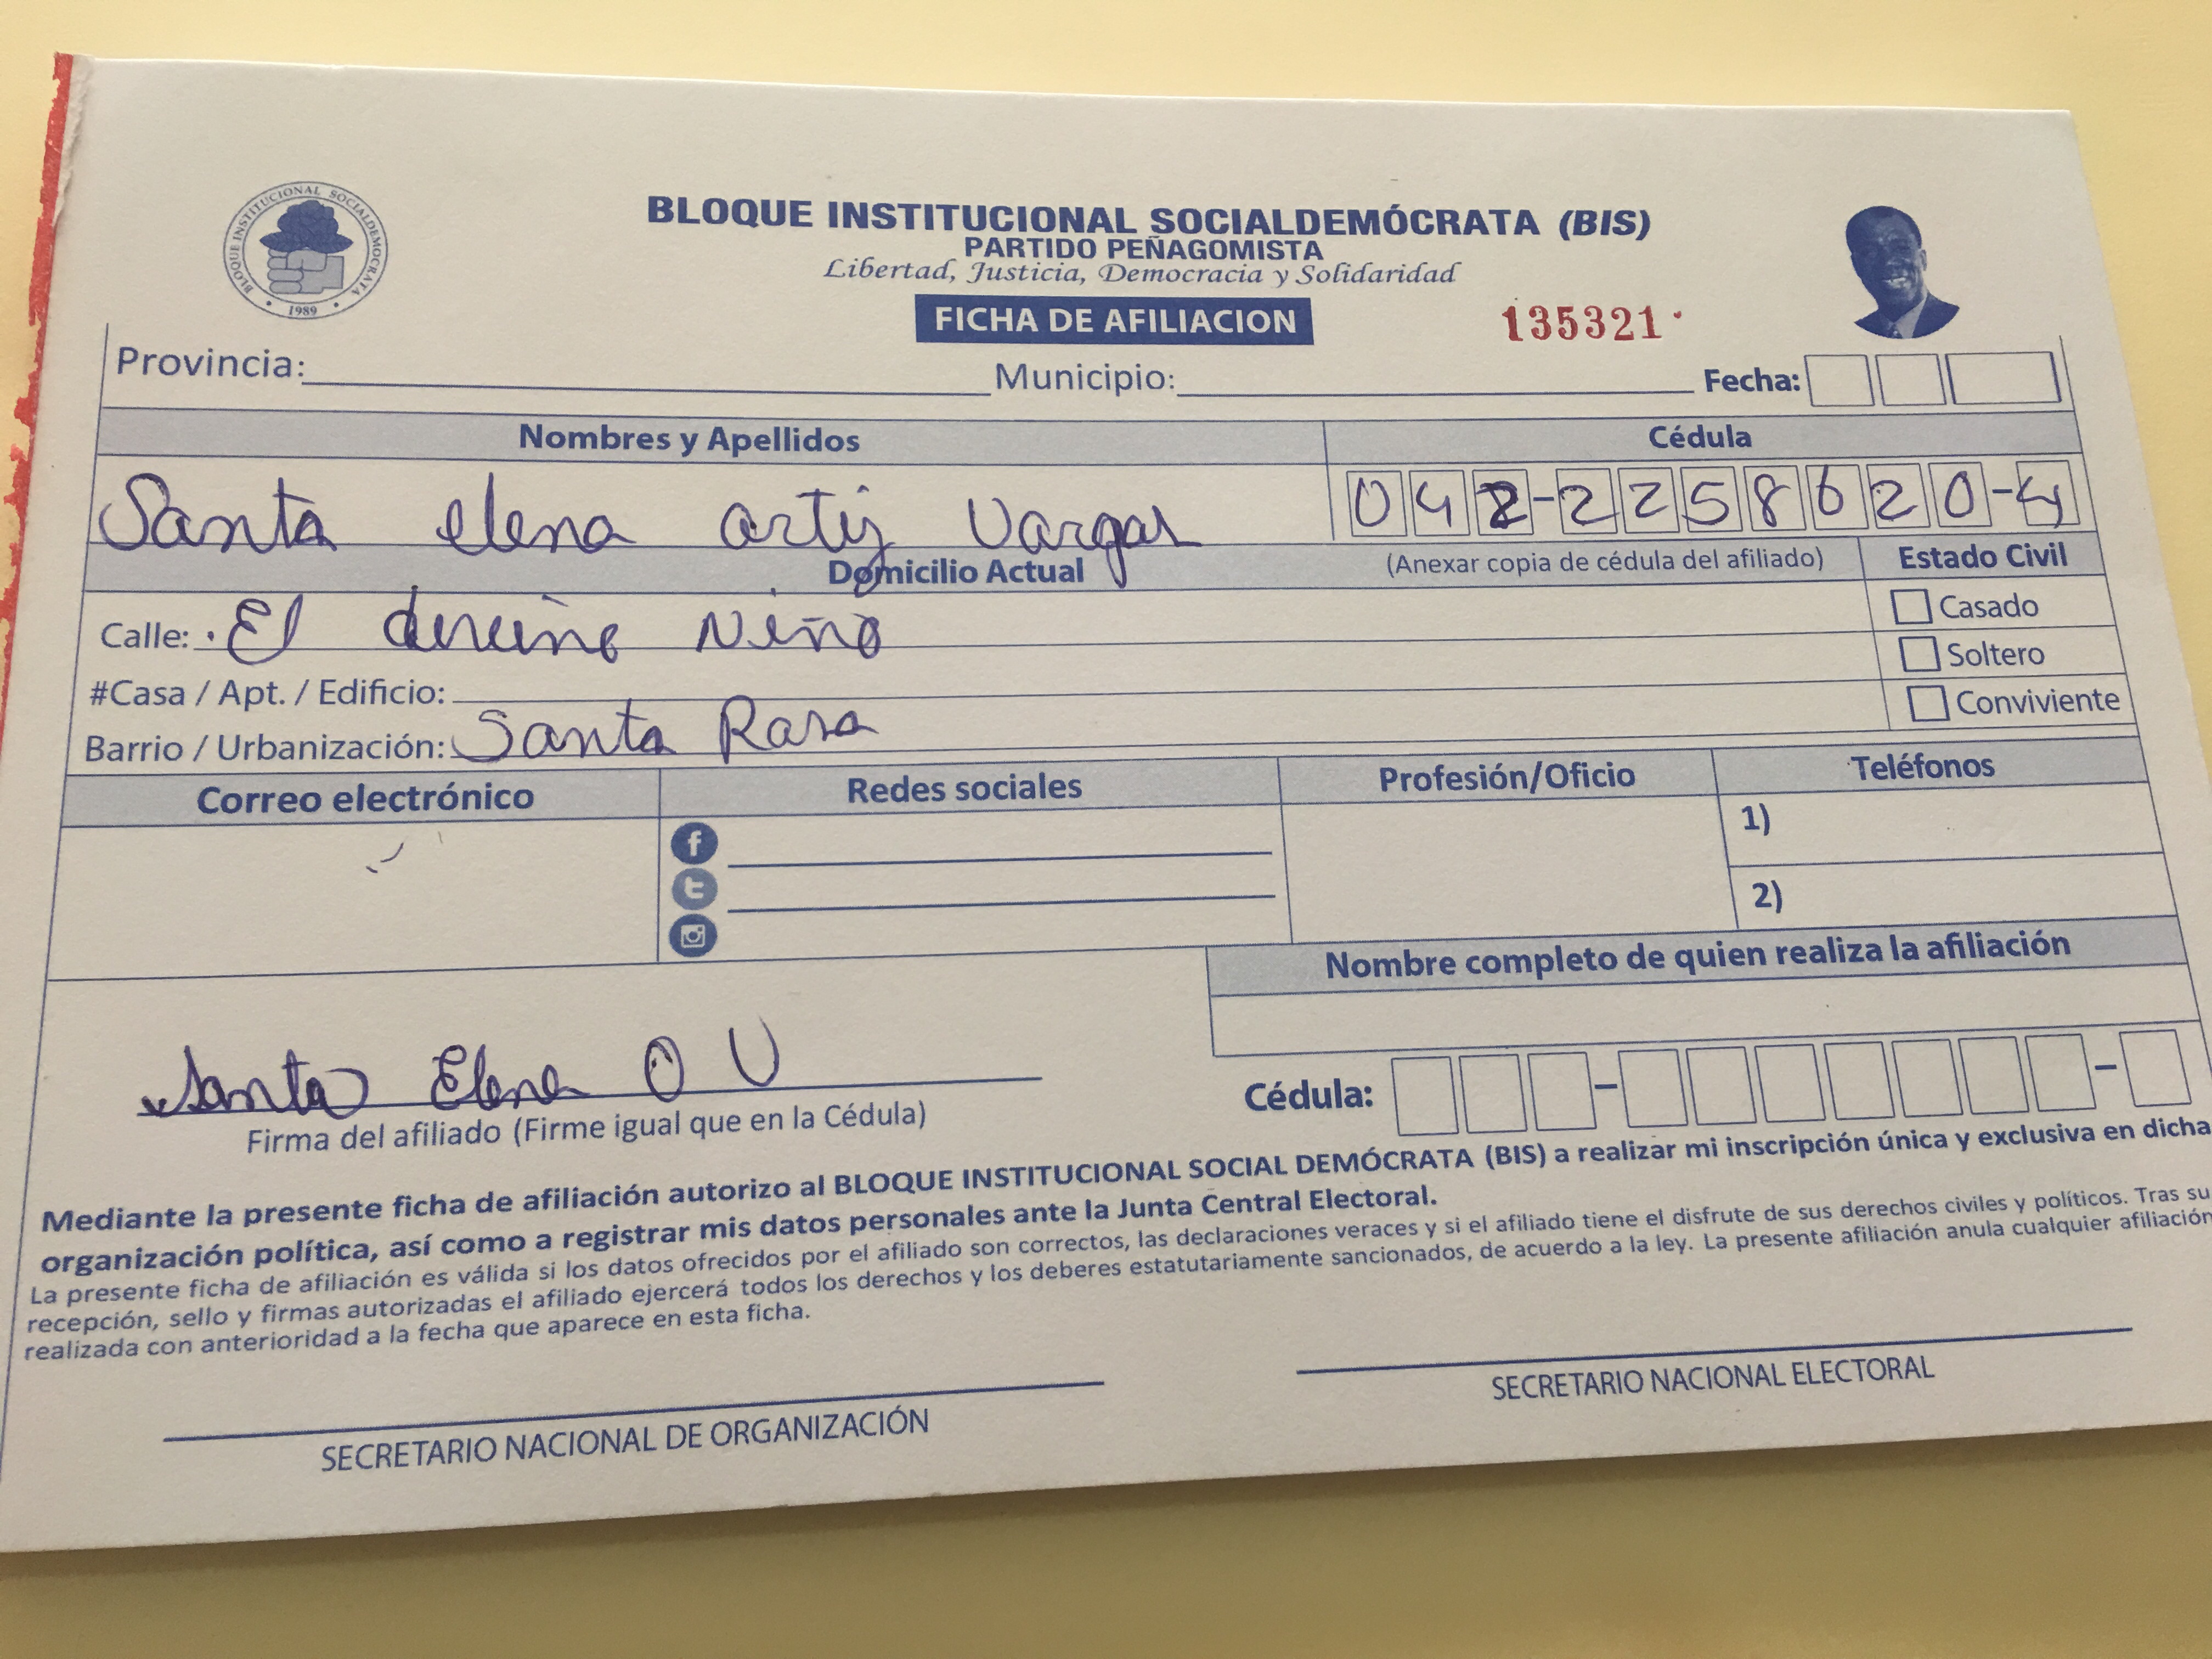 BLOQUE INSTITUCIONAL SOCIALDEMOCRATA
1989
BLOQUE INSTITUCIONAL SOCIALDEMÓCRATA (BIS)
PARTIDO PEÑAGOMISTA
Libertad, Justicia, Democracia y Solidaridad
FICHA DE AFILIACION
135321
Provincia: Municipio: Fecha:
Nombres y Apellidos Cédula
Santa elena ortiz Vargas 042-2258620-4
Domicilio Actual (Anexar copia de cédula del afiliado) Estado Civil
Calle: El Niño Casado
Soltero
#Casa / Apt. / Edificio: Conviviente
Barrio / Urbanización: Santa Rasa
Correo electrónico Redes sociales Profesión/Oficio Teléfonos
1)
2)
Nombre completo de quien realiza la afiliación
Santa Elena O V
Firma del afiliado (Firme igual que en la Cédula) Cédula: - -
Mediante la presente ficha de afiliación autorizo al BLOQUE INSTITUCIONAL SOCIAL DEMÓCRATA (BIS) a realizar mi inscripción única y exclusiva en dicha
organización política, así como a registrar mis datos personales ante la Junta Central Electoral.
La presente ficha de afiliación es válida si los datos ofrecidos por el afiliado son correctos, las declaraciones veraces y si el afiliado tiene el disfrute de sus derechos civiles y políticos. Tras su
recepción, sello y firmas autorizadas el afiliado ejercerá todos los derechos y los deberes estatutariamente sancionados, de acuerdo a la ley. La presente afiliación anula cualquier afiliación
realizada con anterioridad a la fecha que aparece en esta ficha.
SECRETARIO NACIONAL DE ORGANIZACIÓN SECRETARIO NACIONAL ELECTORAL